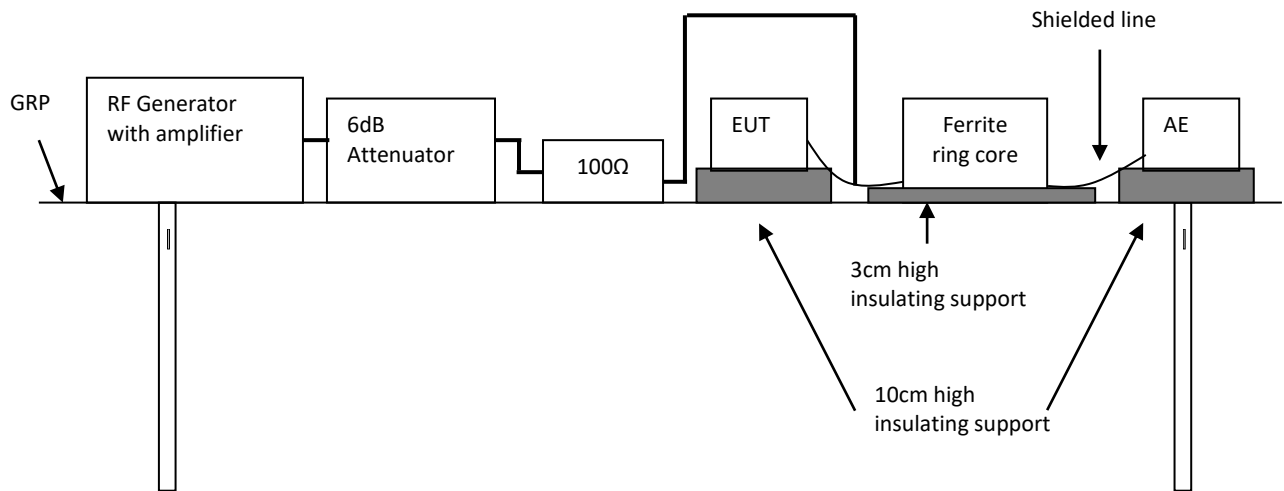 Shielded line
GRP
RF Generator
with amplifier
6dB
Attenuator
100Ω
EUT
Ferrite
ring core
AE
3cm high
insulating support
10cm high
insulating support